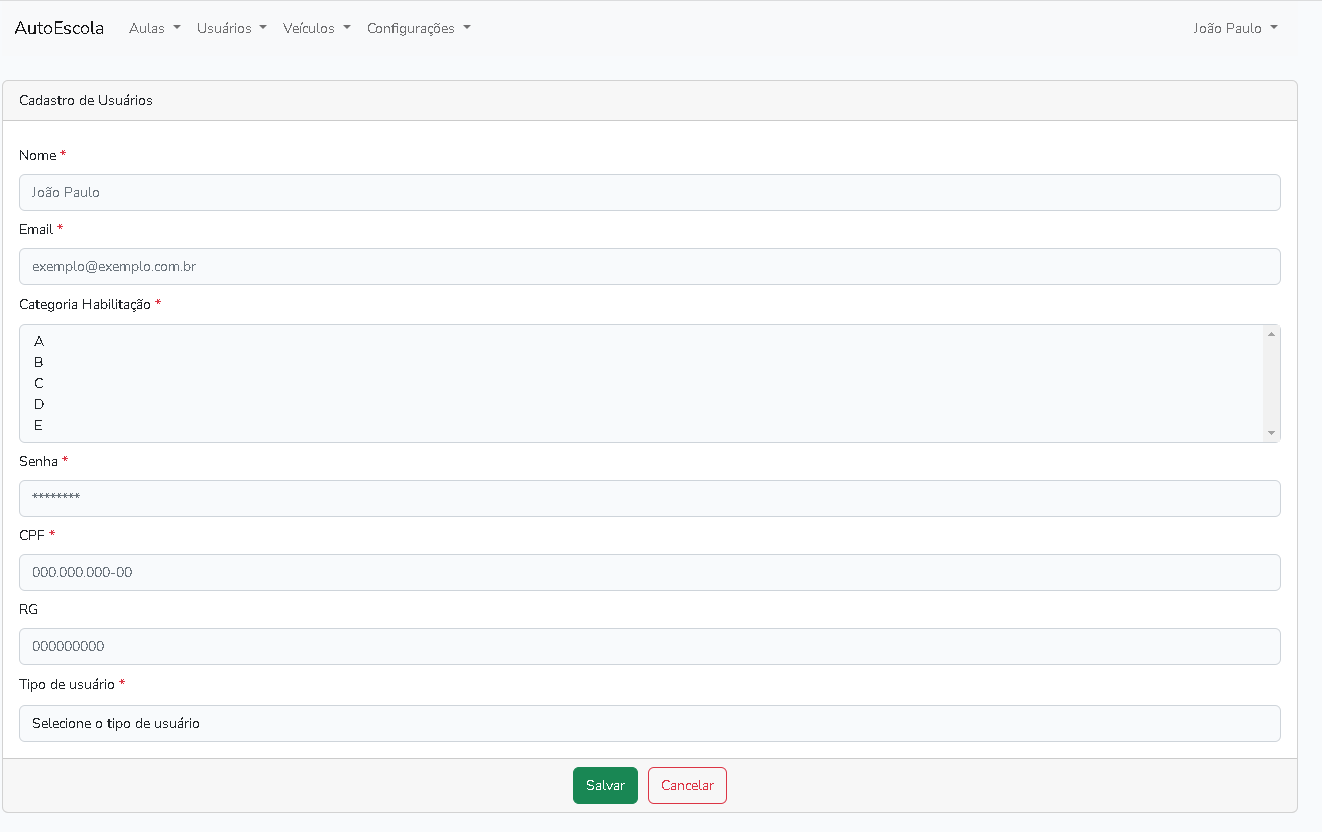 AutoEscola Aulas Usuários Veículos Configurações João Paulo
Cadastro de Usuários
Nome *
João Paulo
Email *
exemplo@exemplo.com.br
Categoria Habilitação *
A
B
C
D
E
Senha *
********
CPF *
000.000.000-00
RG
000000000
Tipo de usuário *
Selecione o tipo de usuário
Salvar Cancelar